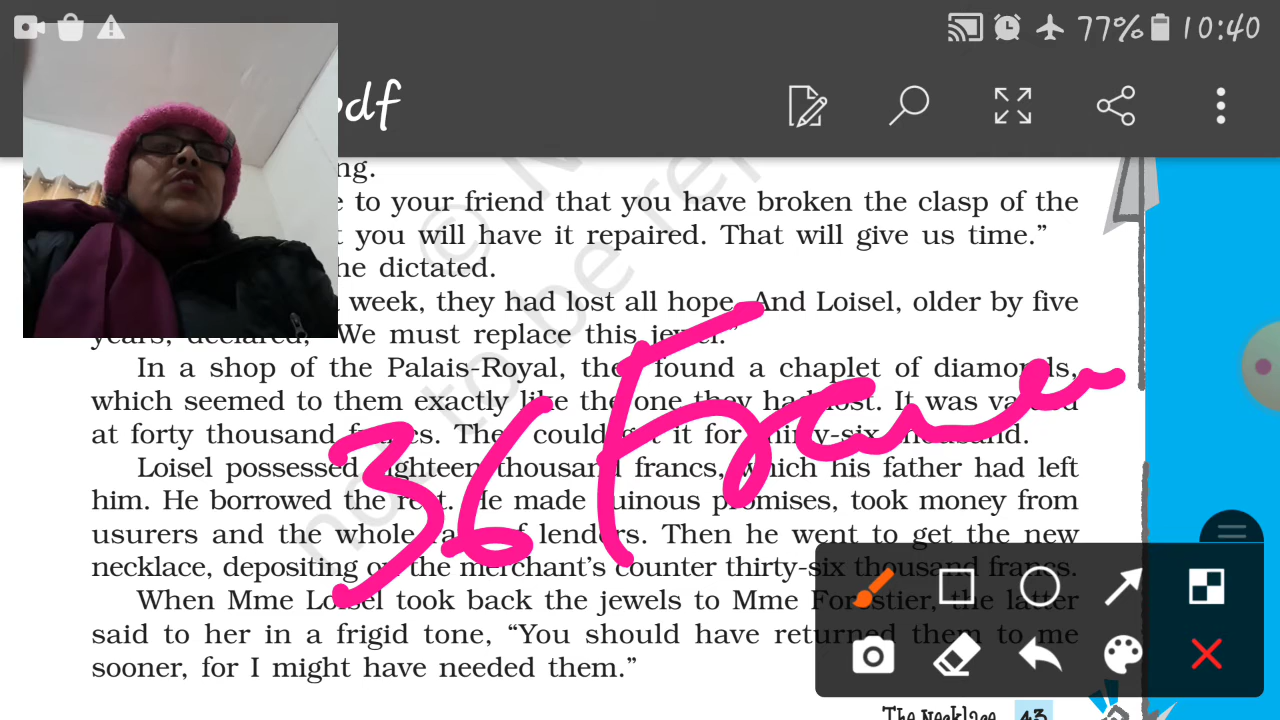 77% 10:40
pdf
ng.
e to your friend that you have broken the clasp of the
t you will have it repaired. That will give us time.”
he dictated.
week, they had lost all hope. And Loisel, older by five
years, declared, “We must replace this jewel.”
In a shop of the Palais-Royal, they found a chaplet of diamonds,
which seemed to them exactly like the one they had lost. It was valued
at forty thousand francs. They could get it for thirty-six thousand.
Loisel possessed eighteen thousand francs, which his father had left
him. He borrowed the rest. He made ruinous promises, took money from
usurers and the whole race of lenders. Then he went to get the new
necklace, depositing on the merchant’s counter thirty-six thousand francs.
When Mme Loisel took back the jewels to Mme Forestier, the latter
said to her in a frigid tone, “You should have returned them to me
sooner, for I might have needed them.”
The Necklace 43
36
© N
not to be rep